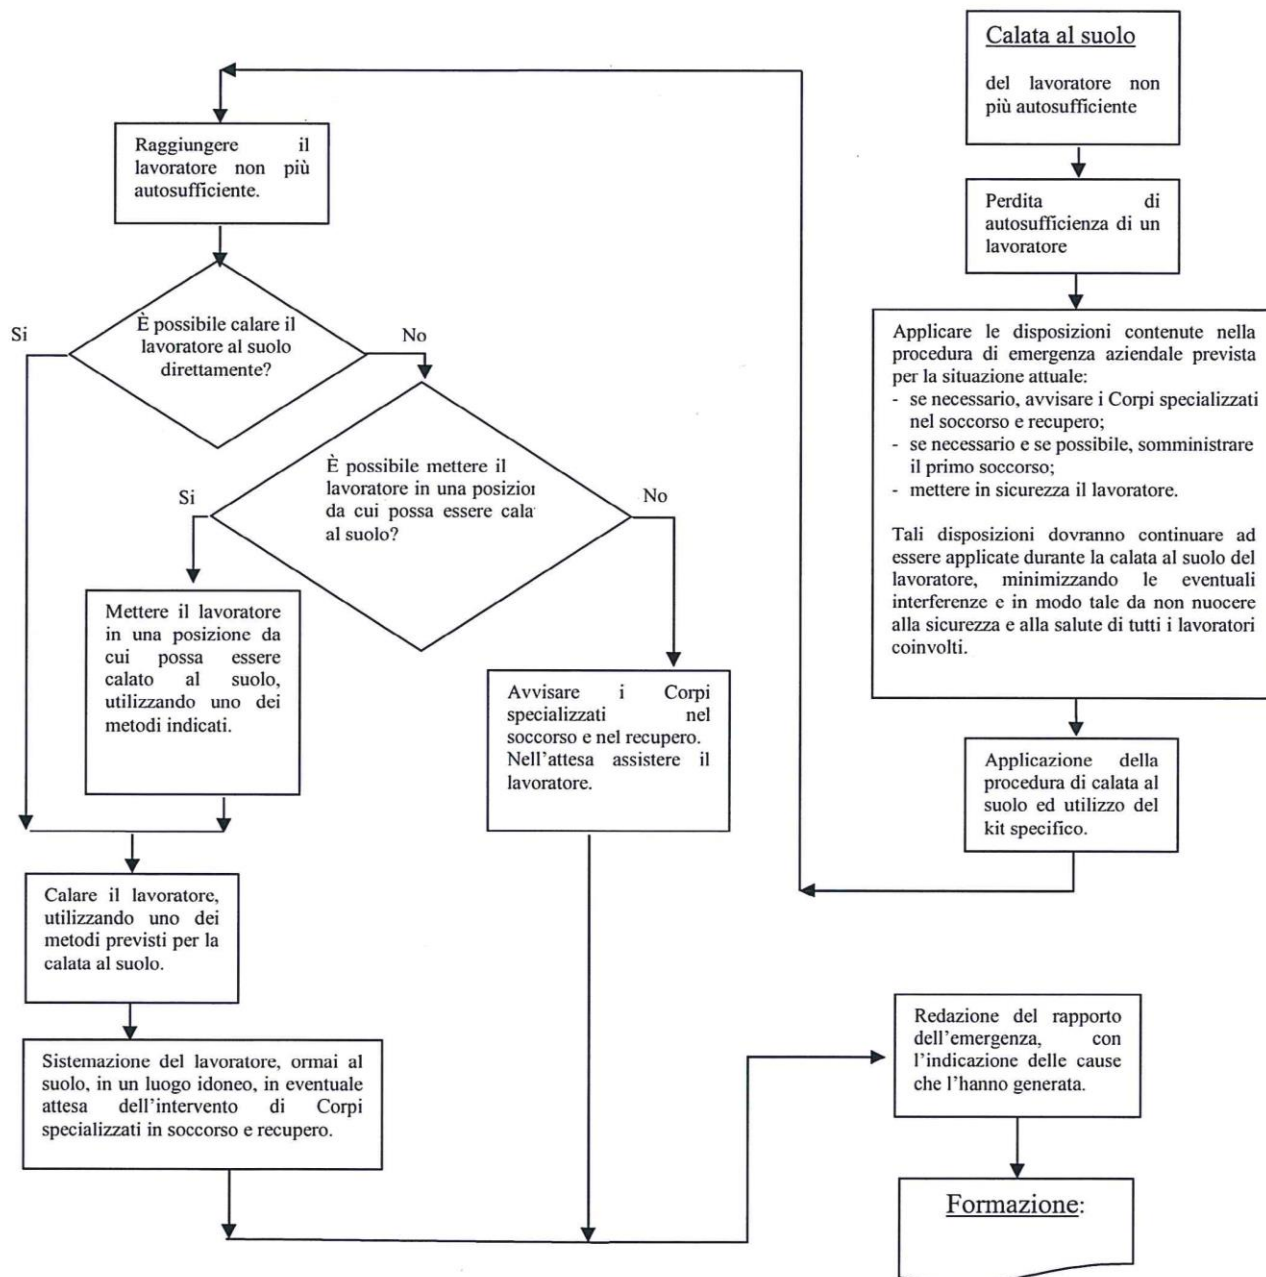 Calata al suolo
del lavoratore non
più autosufficiente
Perdita di
autosufficienza di un
lavoratore
Applicare le disposizioni contenute nella
procedura di emergenza aziendale prevista
per la situazione attuale:
- se necessario, avvisare i Corpi specializzati
nel soccorso e recupero;
- se necessario e se possibile, somministrare
il primo soccorso;
- mettere in sicurezza il lavoratore.
Tali disposizioni dovranno continuare ad
essere applicate durante la calata al suolo del
lavoratore, minimizzando le eventuali
interferenze e in modo tale da non nuocere
alla sicurezza e alla salute di tutti i lavoratori
coinvolti.
Applicazione della
procedura di calata al
suolo ed utilizzo del
kit specifico.
Raggiungere il
lavoratore non più
autosufficiente.
È possibile calare il
lavoratore al suolo
direttamente?
Si
No
È possibile mettere il
lavoratore in una posizion
da cui possa essere cala
al suolo?
Si
No
Mettere il lavoratore
in una posizione da
cui possa essere
calato al suolo,
utilizzando uno dei
metodi indicati.
Avvisare i Corpi
specializzati nel
soccorso e nel recupero.
Nell'attesa assistere il
lavoratore.
Calare il lavoratore,
utilizzando uno dei
metodi previsti per la
calata al suolo.
Sistemazione del lavoratore, ormai al
suolo, in un luogo idoneo, in eventuale
attesa dell'intervento di Corpi
specializzati in soccorso e recupero.
Redazione del rapporto
dell'emergenza, con
l'indicazione delle cause
che l'hanno generata.
Formazione: